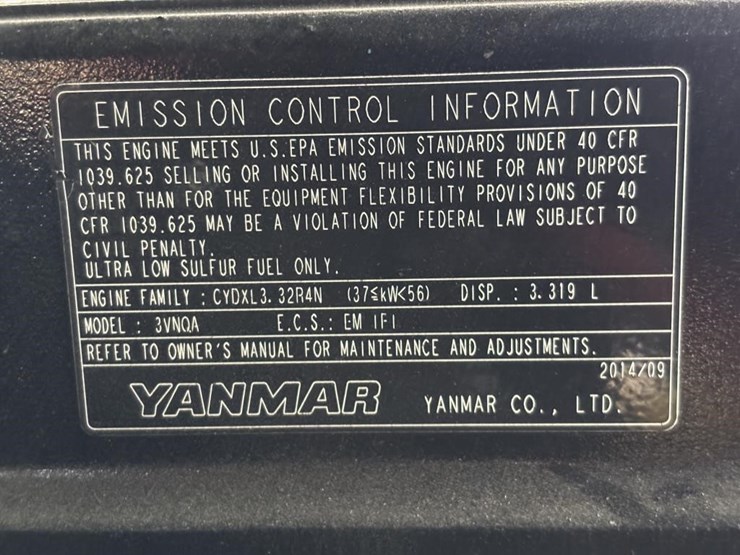 EMISSION CONTROL INFORMATION
THIS ENGINE MEETS U.S.EPA EMISSION STANDARDS UNDER 40 CFR
1039.625 SELLING OR INSTALLING THIS ENGINE FOR ANY PURPOSE
OTHER THAN FOR THE EQUIPMENT FLEXIBILITY PROVISIONS OF 40
CFR 1039.625 MAY BE A VIOLATION OF FEDERAL LAW SUBJECT TO
CIVIL PENALTY.
ULTRA LOW SULFUR FUEL ONLY.
ENGINE FAMILY : CYDXL3.32R4N (37≦kW<56) DISP. : 3.319 L
MODEL : 3VNQA E.C.S.: EM IFI
REFER TO OWNER'S MANUAL FOR MAINTENANCE AND ADJUSTMENTS.
2014/09
YANMAR YANMAR CO., LTD.